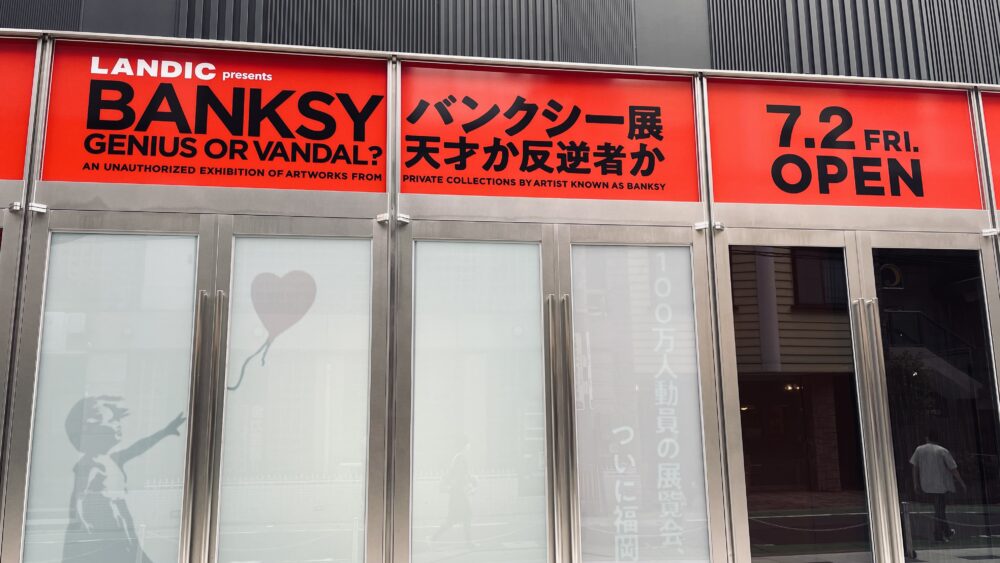 LANDIC presents
BANKSY
GENIUS OR VANDAL?
AN UNAUTHORIZED EXHIBITION OF ARTWORKS FROM PRIVATE COLLECTIONS BY ARTIST KNOWN AS BANKSY
バンクシー展
天才か反逆者か
7.2 FRI.
OPEN
100万人動員の展覧会、
ついに福岡